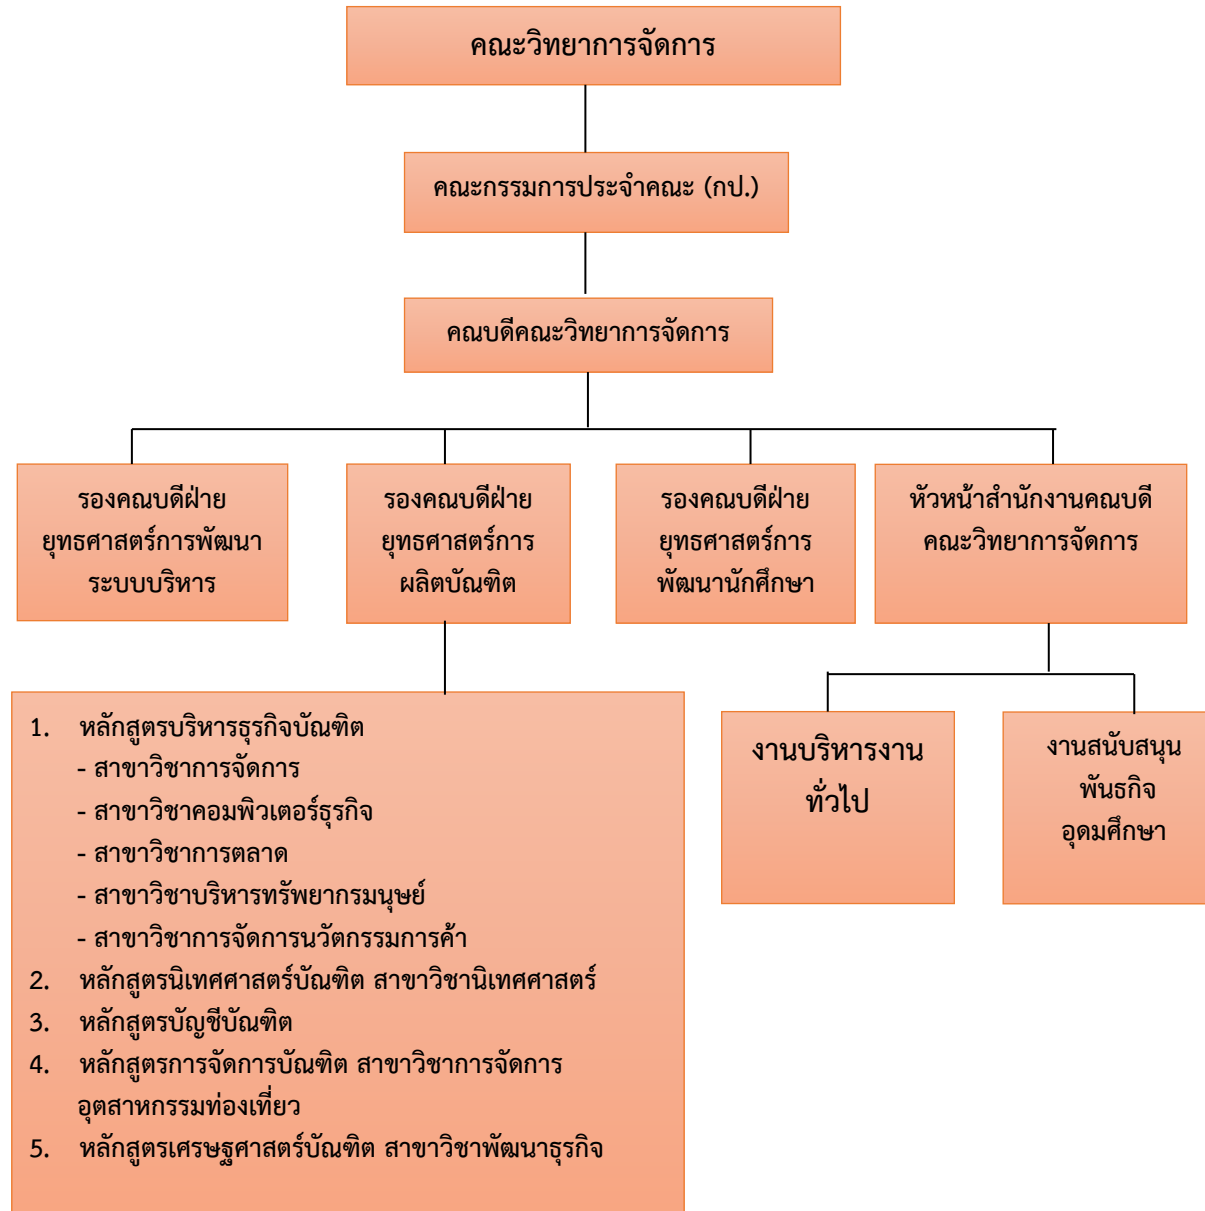 คณะวิทยาการจัดการ
คณะกรรมการประจำคณะ (กป.)
คณบดีคณะวิทยาการจัดการ
รองคณบดีฝ่าย
ยุทธศาสตร์การพัฒนา
ระบบบริหาร
รองคณบดีฝ่าย
ยุทธศาสตร์การ
ผลิตบัณฑิต
รองคณบดีฝ่าย
ยุทธศาสตร์การ
พัฒนานักศึกษา
หัวหน้าสำนักงานคณบดี
คณะวิทยาการจัดการ
1. หลักสูตรบริหารธุรกิจบัณฑิต
- สาขาวิชาการจัดการ
- สาขาวิชาคอมพิวเตอร์ธุรกิจ
- สาขาวิชาการตลาด
- สาขาวิชาบริหารทรัพยากรมนุษย์
- สาขาวิชาการจัดการนวัตกรรมการค้า
2. หลักสูตรนิเทศศาสตร์บัณฑิต สาขาวิชานิเทศศาสตร์
3. หลักสูตรบัญชีบัณฑิต
4. หลักสูตรการจัดการบัณฑิต สาขาวิชาการจัดการ
อุตสาหกรรมท่องเที่ยว
5. หลักสูตรเศรษฐศาสตร์บัณฑิต สาขาวิชาพัฒนาธุรกิจ
งานบริหารงาน
ทั่วไป
งานสนับสนุน
พันธกิจ
อุดมศึกษา